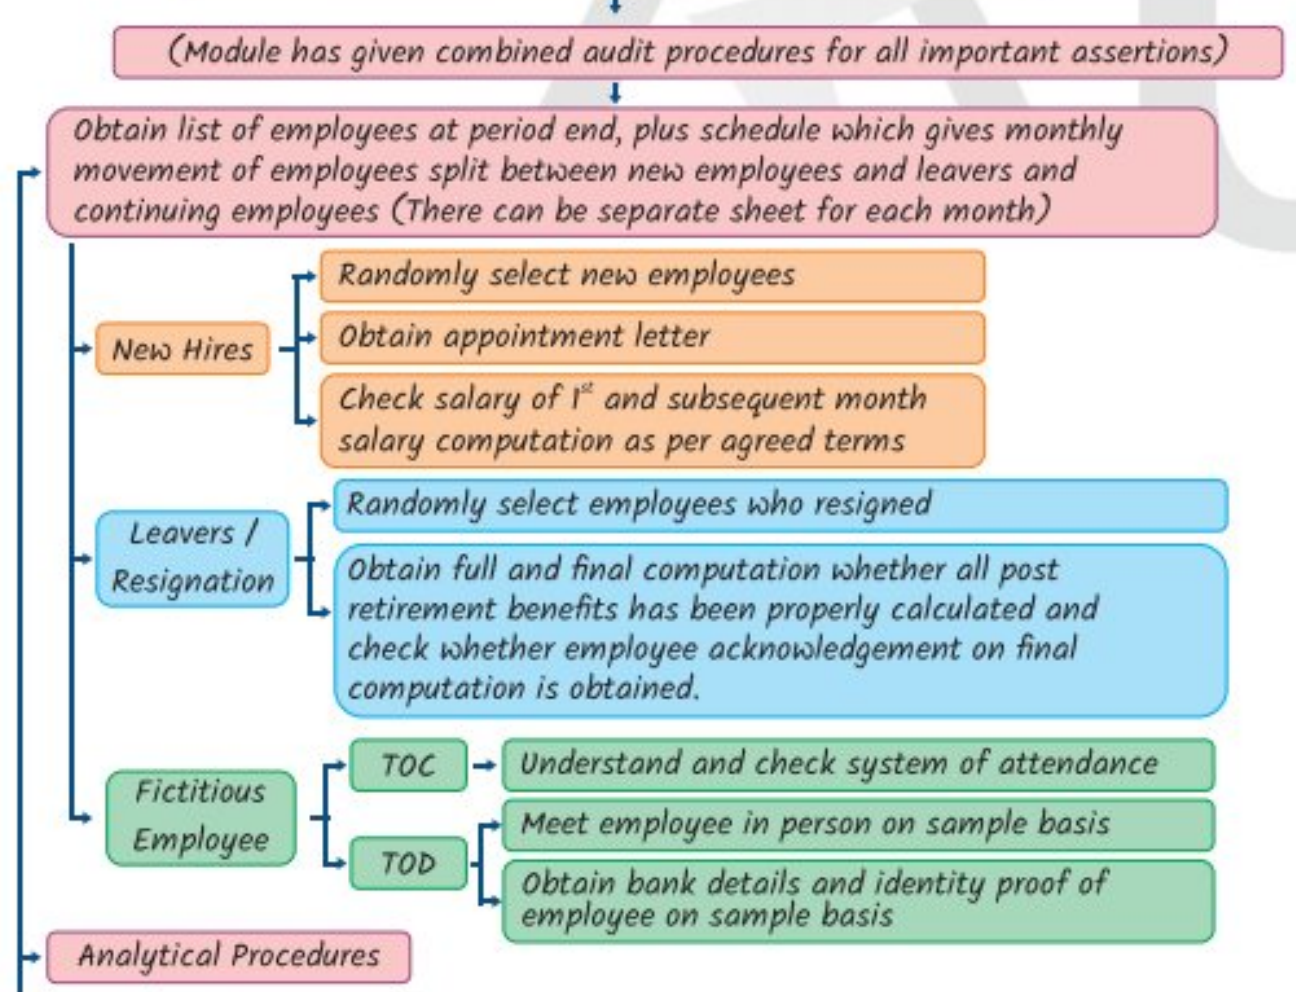 (Module has given combined audit procedures for all important assertions)
Obtain list of employees at period end, plus schedule which gives monthly
movement of employees split between new employees and leavers and
continuing employees (There can be separate sheet for each month)
New Hires
Randomly select new employees
Obtain appointment letter
Check salary of 1st and subsequent month
salary computation as per agreed terms
Leavers /
Resignation
Randomly select employees who resigned
Obtain full and final computation whether all post
retirement benefits has been properly calculated and
check whether employee acknowledgement on final
computation is obtained.
Fictitious
Employee
TOC
Understand and check system of attendance
TOD
Meet employee in person on sample basis
Obtain bank details and identity proof of
employee on sample basis
Analytical Procedures